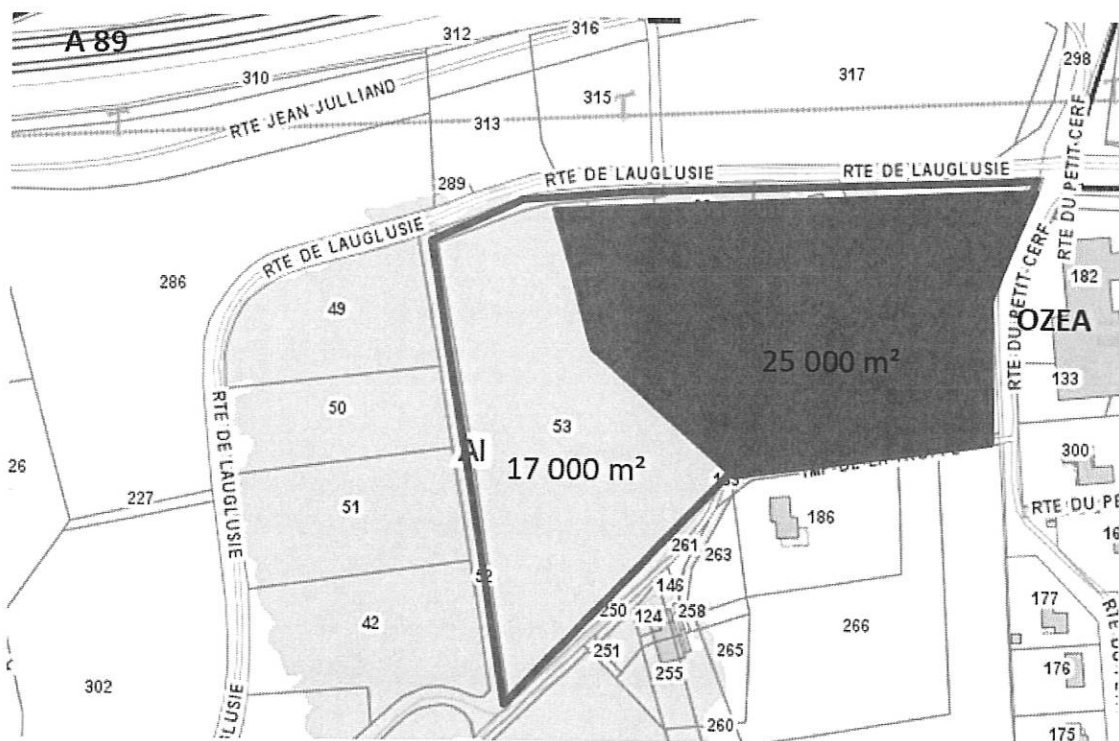 A 89
312
316
298
310
317
315
RTE JEAN JULLIAND
313
RTE DE LAUGLUSIE
RTE DE LAUGLUSIE
289
RTE DU PETIT-CERF
RTE DE LAUGLUSIE
286
182
49
RTE DU PETIT-CERF
OZEA
25 000 m²
133
50
RTE DE LAUGLUSIE
53
AI
17 000 m²
26
300
227
51
186
RTE DU PE
261
263
52
146
250
124
258
177
42
266
251
265
255
176
302
GLUSIE
260
175